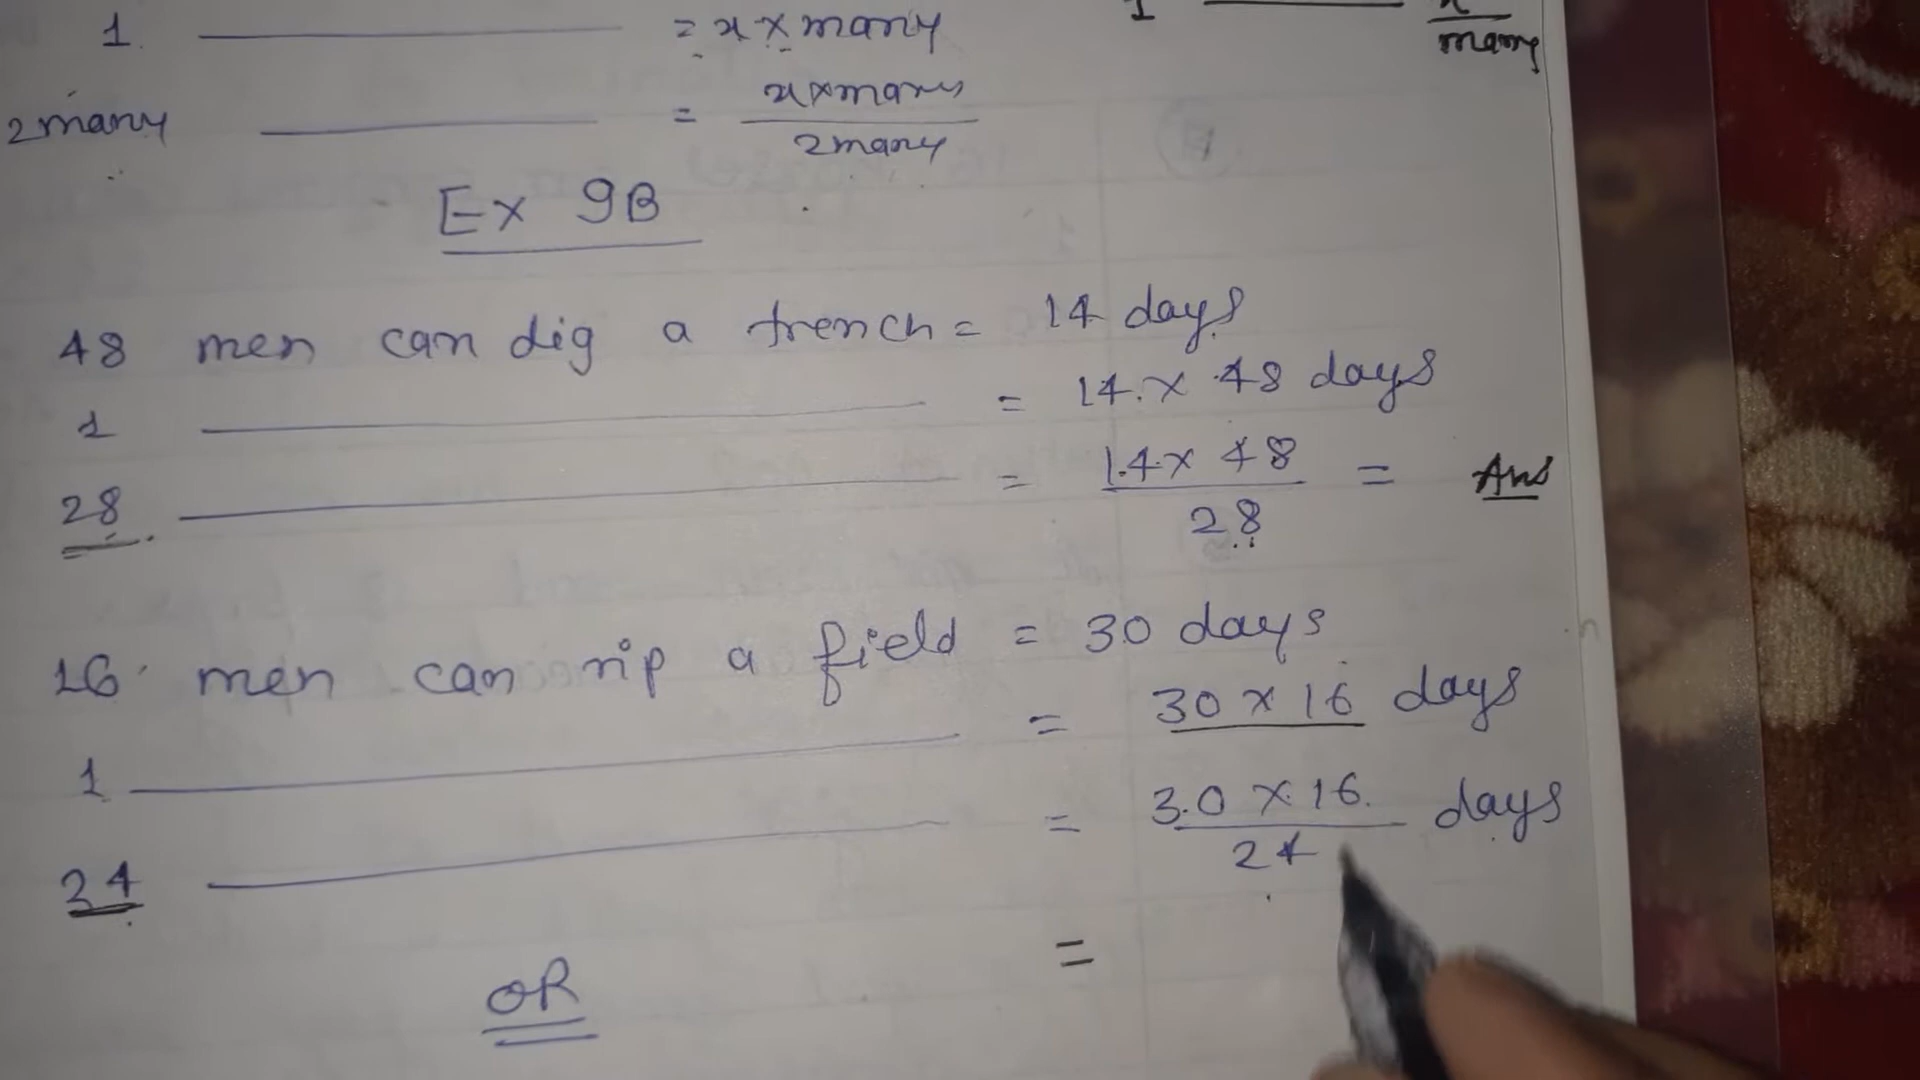 1 = x × many
1 x / many
2many = x×many / 2many
Ex 9B
48 men can dig a trench = 14 days
1 = 14 × 48 days
28 = 14 × 48 / 28 = Ans
16 men can rip a field = 30 days
1 = 30 × 16 days
24 = 30 × 16 / 24 days
OR =